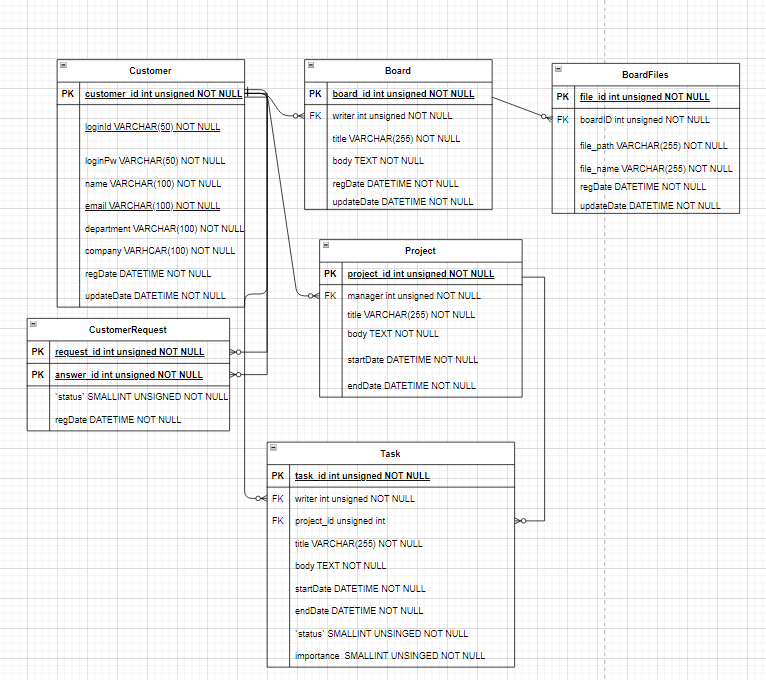 Customer
PK customer_id int unsigned NOT NULL
loginId VARCHAR(50) NOT NULL
loginPw VARCHAR(50) NOT NULL
name VARCHAR(100) NOT NULL
email VARCHAR(100) NOT NULL
department VARCHAR(100) NOT NULL
company VARHCAR(100) NOT NULL
regDate DATETIME NOT NULL
updateDate DATETIME NOT NULL
Board
PK board_id int unsigned NOT NULL
FK writer int unsigned NOT NULL
title VARCHAR(255) NOT NULL
body TEXT NOT NULL
regDate DATETIME NOT NULL
updateDate DATETIME NOT NULL
BoardFiles
PK file_id int unsigned NOT NULL
FK boardID int unsigned NOT NULL
file_path VARCHAR(255) NOT NULL
file_name VARCHAR(255) NOT NULL
regDate DATETIME NOT NULL
updateDate DATETIME NOT NULL
Project
PK project_id int unsigned NOT NULL
FK manager int unsigned NOT NULL
title VARCHAR(255) NOT NULL
body TEXT NOT NULL
startDate DATETIME NOT NULL
endDate DATETIME NOT NULL
CustomerRequest
PK request_id int unsigned NOT NULL
PK answer_id int unsigned NOT NULL
`status` SMALLINT UNSIGNED NOT NULL
regDate DATETIME NOT NULL
Task
PK task_id int unsigned NOT NULL
FK writer int unsigned NOT NULL
FK project_id unsigned int
title VARCHAR(255) NOT NULL
body TEXT NOT NULL
startDate DATETIME NOT NULL
endDate DATETIME NOT NULL
`status` SMALLINT UNSINGED NOT NULL
importance SMALLINT UNSINGED NOT NULL